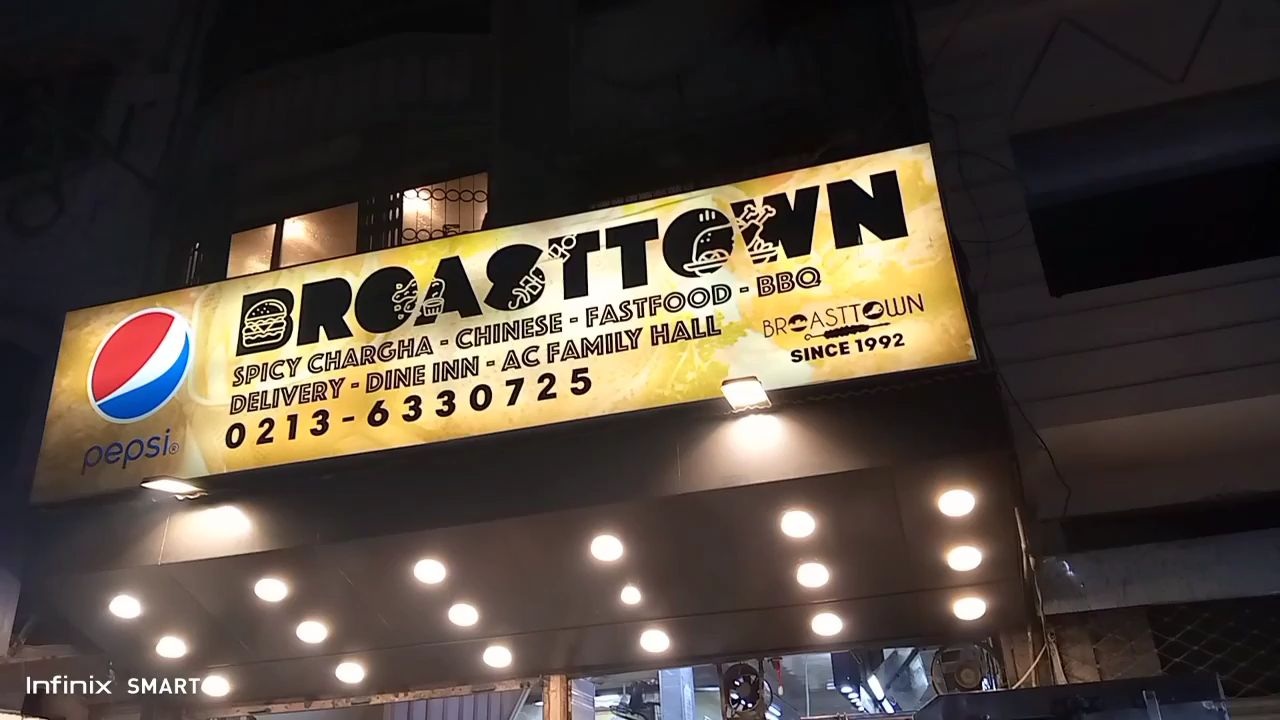 BROASTTOWN
SPICY CHARGHA - CHINESE - FASTFOOD - BBQ
DELIVERY - DINE INN - AC FAMILY HALL
0213-6330725
pepsi®
BROASTTOWN
SINCE 1992
Infinix SMART